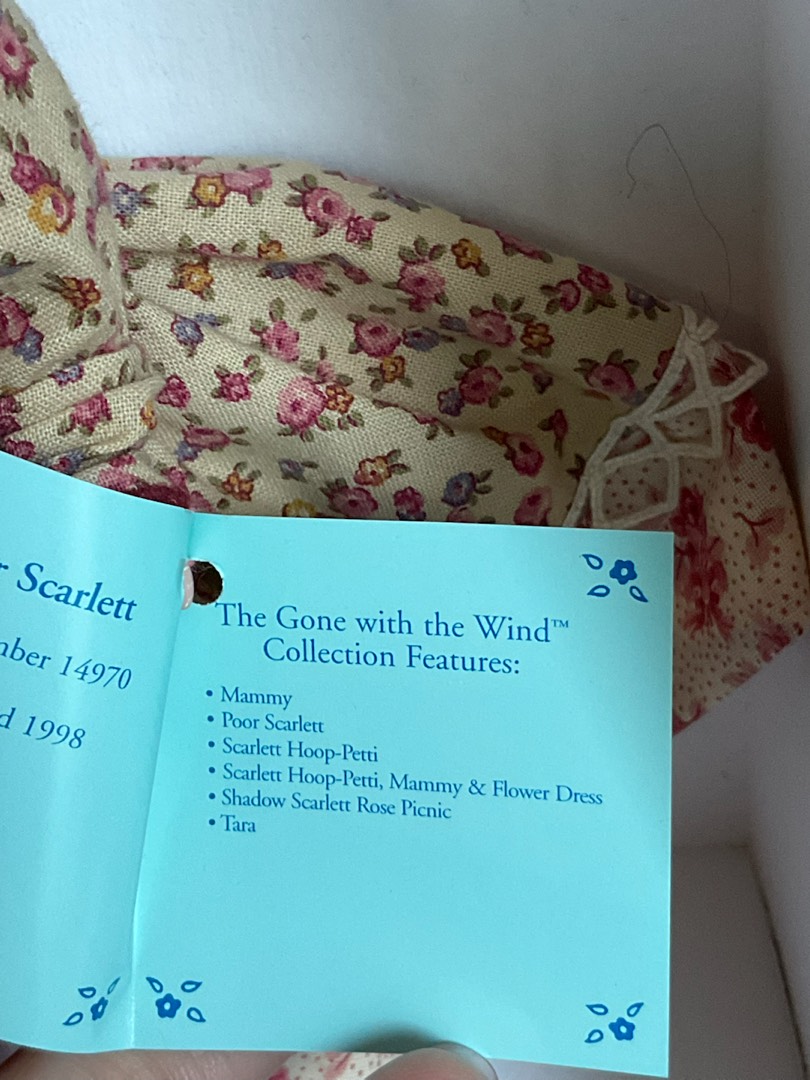 Scarlett
14970
1998
The Gone with the Wind™
Collection Features:
• Mammy
• Poor Scarlett
• Scarlett Hoop-Petti
• Scarlett Hoop-Petti, Mammy & Flower Dress
• Shadow Scarlett Rose Picnic
• Tara